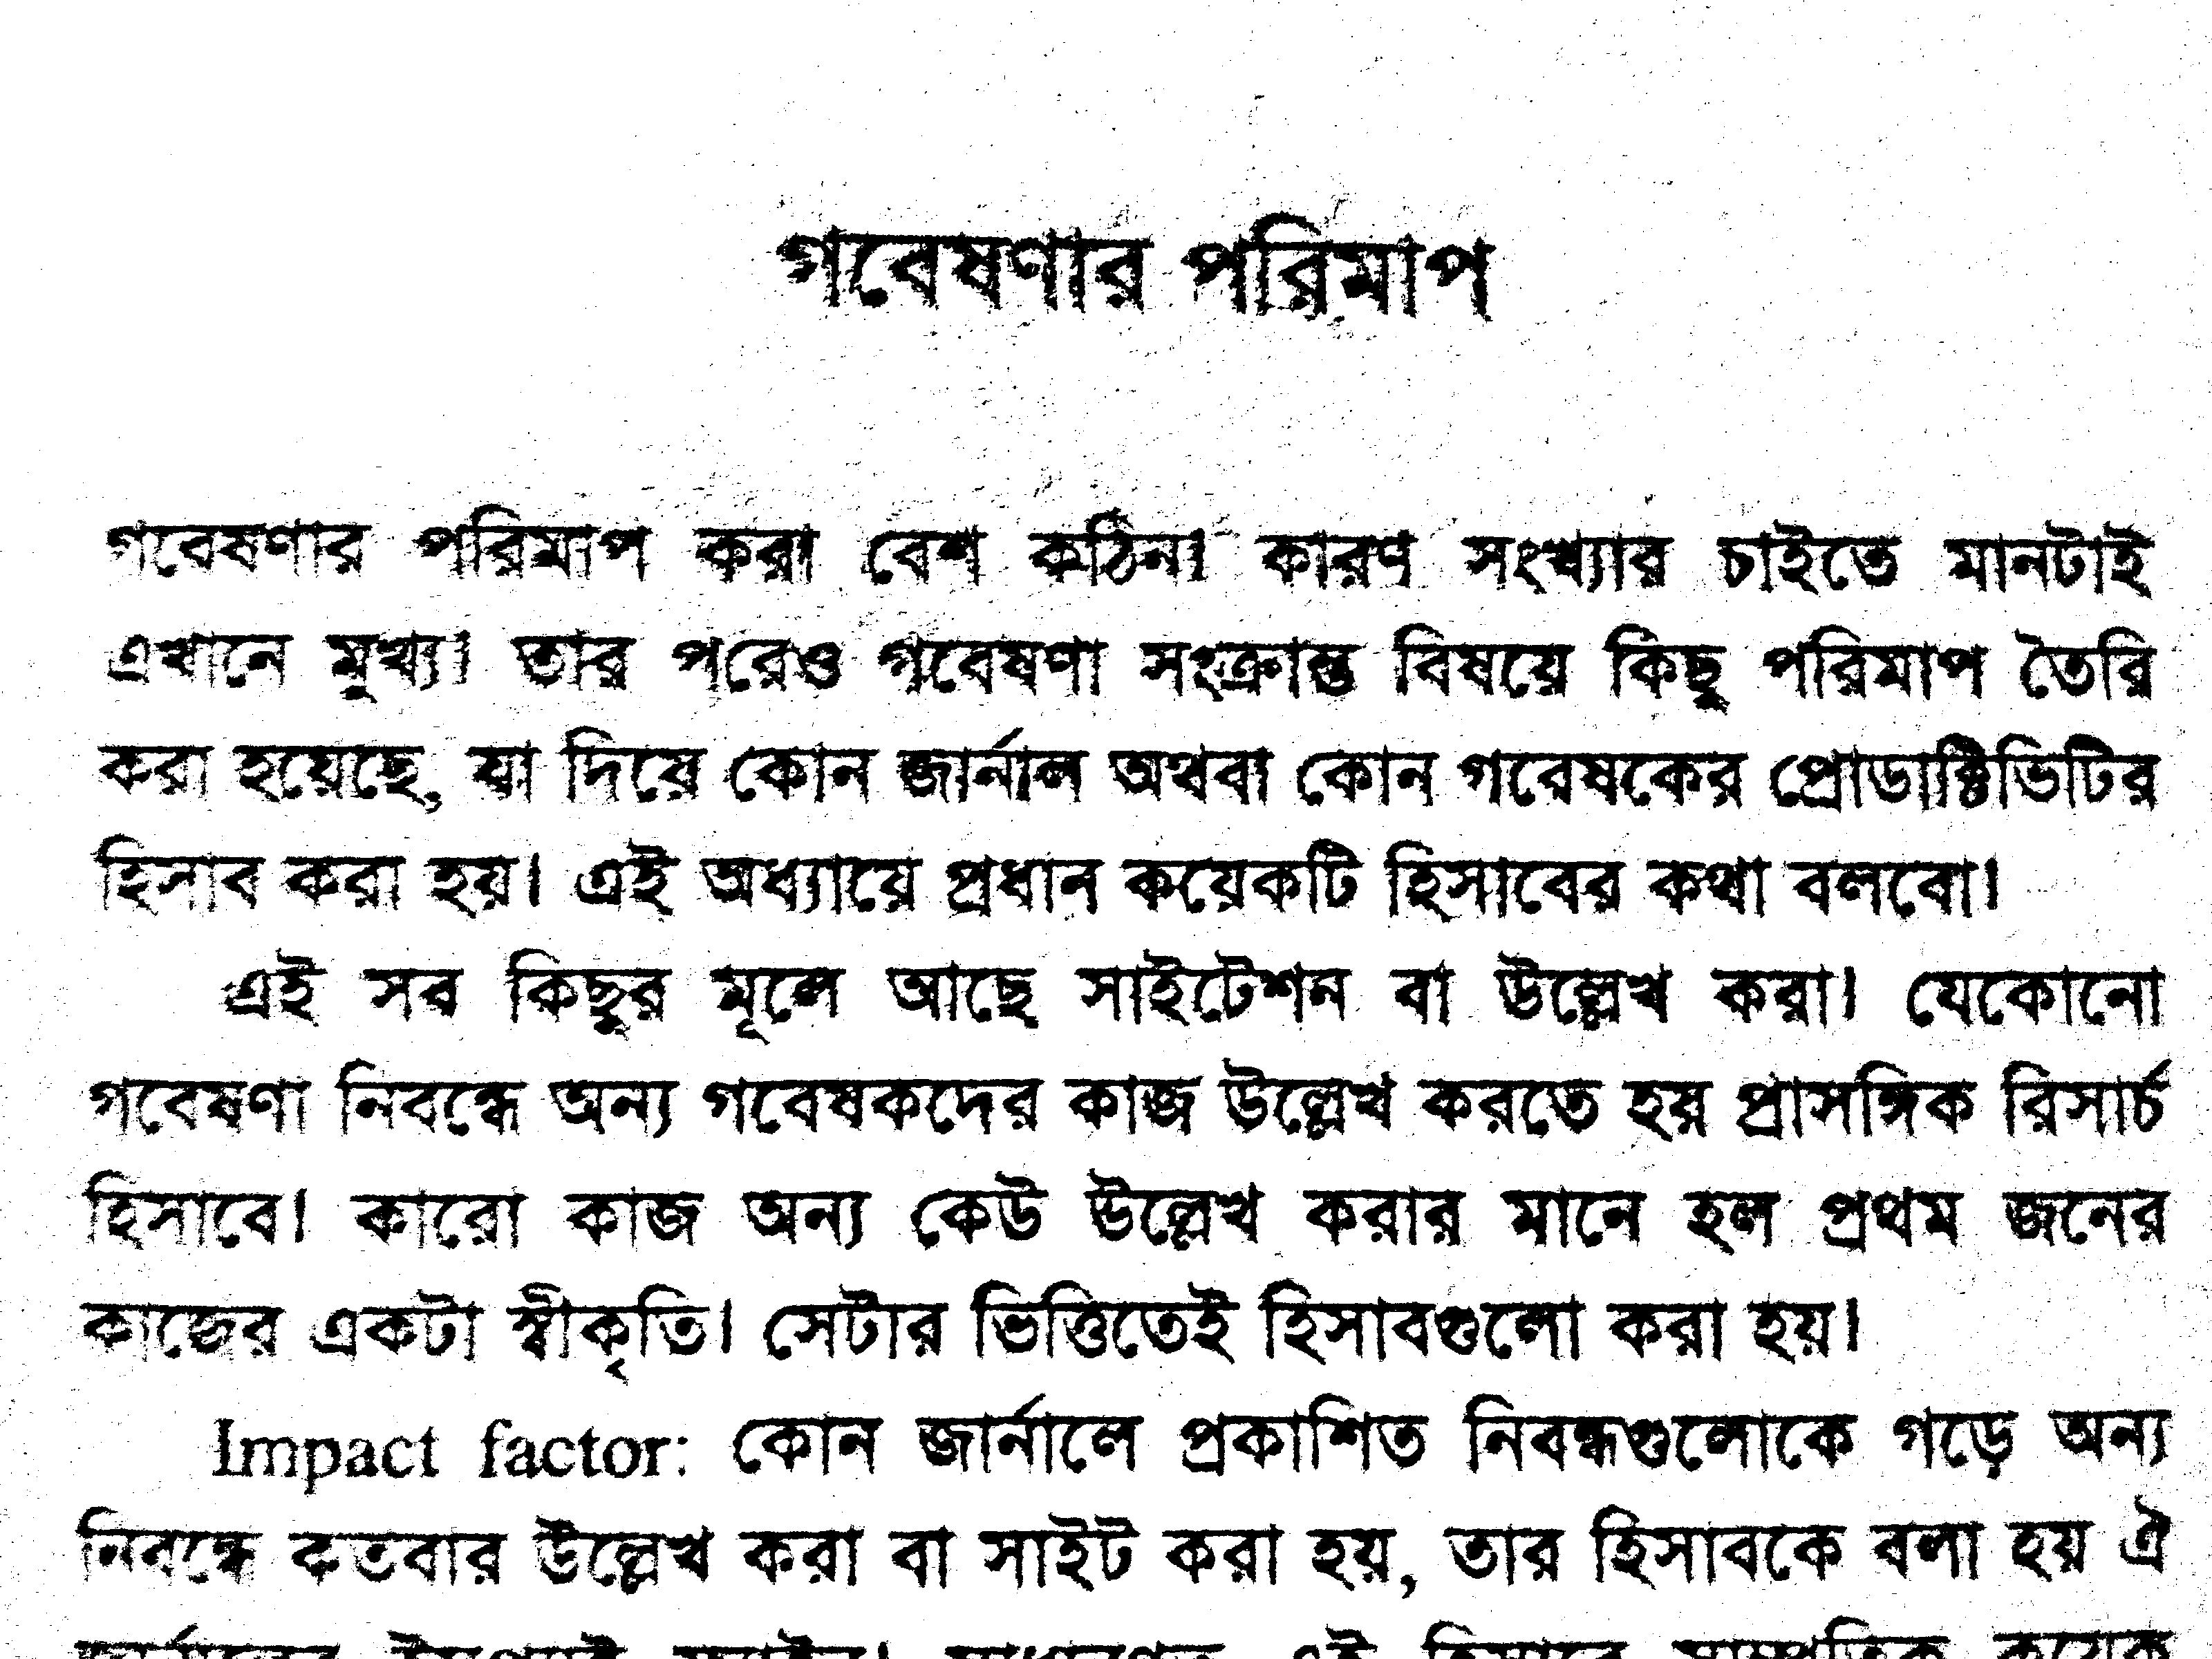 গবেষণার পরিমাপ
গবেষণার পরিমাপ করা বেশ কঠিন। কারণ সংখ্যার চাইতে মানটাই
এখানে মুখ্য। তার পরেও গবেষণা সংক্রান্ত বিষয়ে কিছু পরিমাপ তৈরি
করা হয়েছে, যা দিয়ে কোন জার্নাল অথবা কোন গবেষকের প্রোডাক্টিভিটির
হিসাব করা হয়। এই অধ্যায়ে প্রধান কয়েকটি হিসাবের কথা বলবো।
এই সব কিছুর মূলে আছে সাইটেশন বা উল্লেখ করা। যেকোনো
গবেষণা নিবন্ধে অন্য গবেষকদের কাজ উল্লেখ করতে হয় প্রাসঙ্গিক রিসার্চ
হিসাবে। কারো কাজ অন্য কেউ উল্লেখ করার মানে হল প্রথম জনের
কাজের একটা স্বীকৃতি। সেটার ভিত্তিতেই হিসাবগুলো করা হয়।
Impact factor: কোন জার্নালে প্রকাশিত নিবন্ধগুলোকে গড়ে অন্য
নিবন্ধে কতবার উল্লেখ করা বা সাইট করা হয়, তার হিসাবকে বলা হয় ঐ